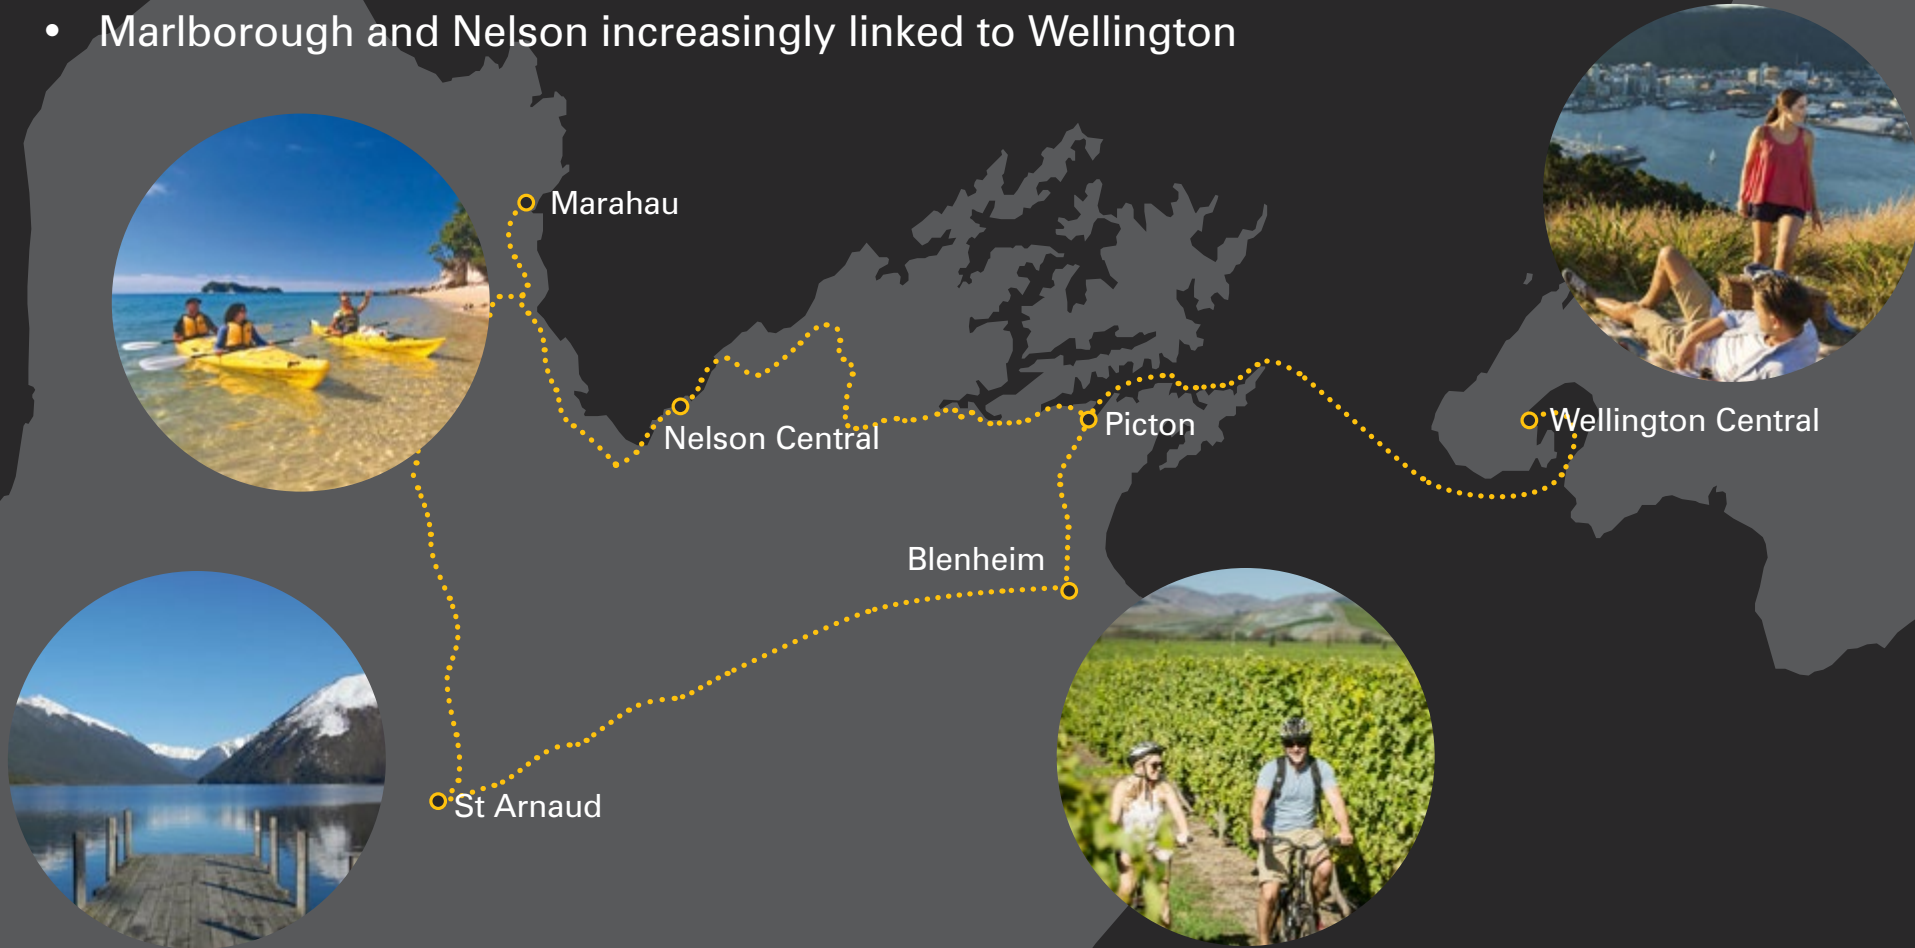 • Marlborough and Nelson increasingly linked to Wellington
Marahau
Nelson Central
Picton
Wellington Central
Blenheim
St Arnaud